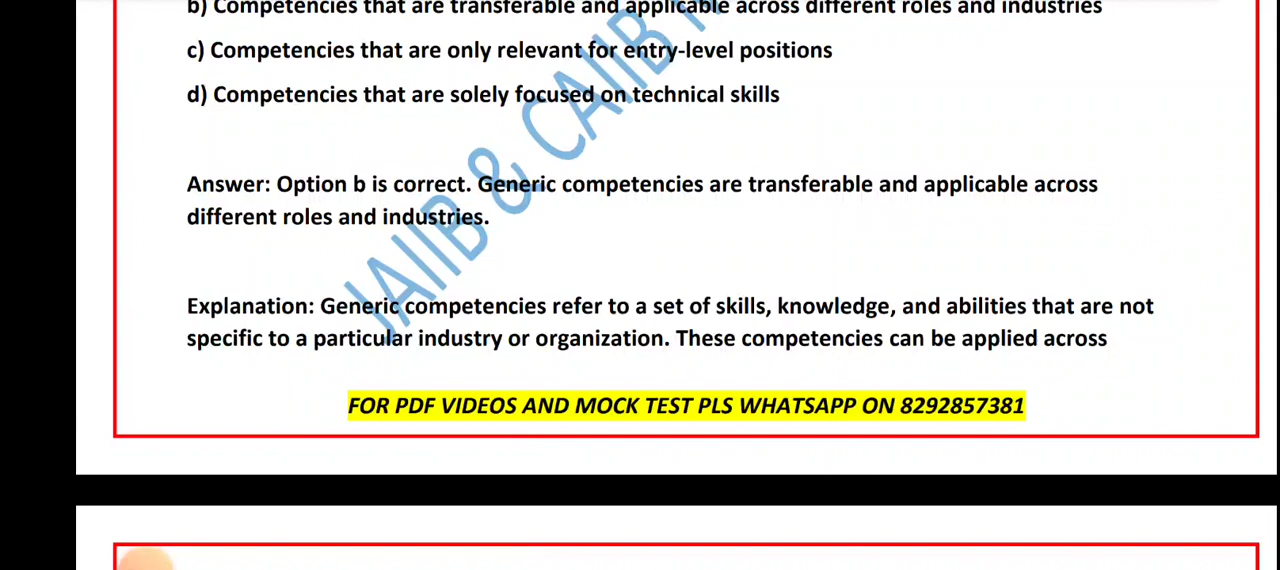 b) Competencies that are transferable and applicable across different roles and industries
c) Competencies that are only relevant for entry-level positions
d) Competencies that are solely focused on technical skills
Answer: Option b is correct. Generic competencies are transferable and applicable across
different roles and industries.
Explanation: Generic competencies refer to a set of skills, knowledge, and abilities that are not
specific to a particular industry or organization. These competencies can be applied across
FOR PDF VIDEOS AND MOCK TEST PLS WHATSAPP ON 8292857381
JAIIB & CAIIB